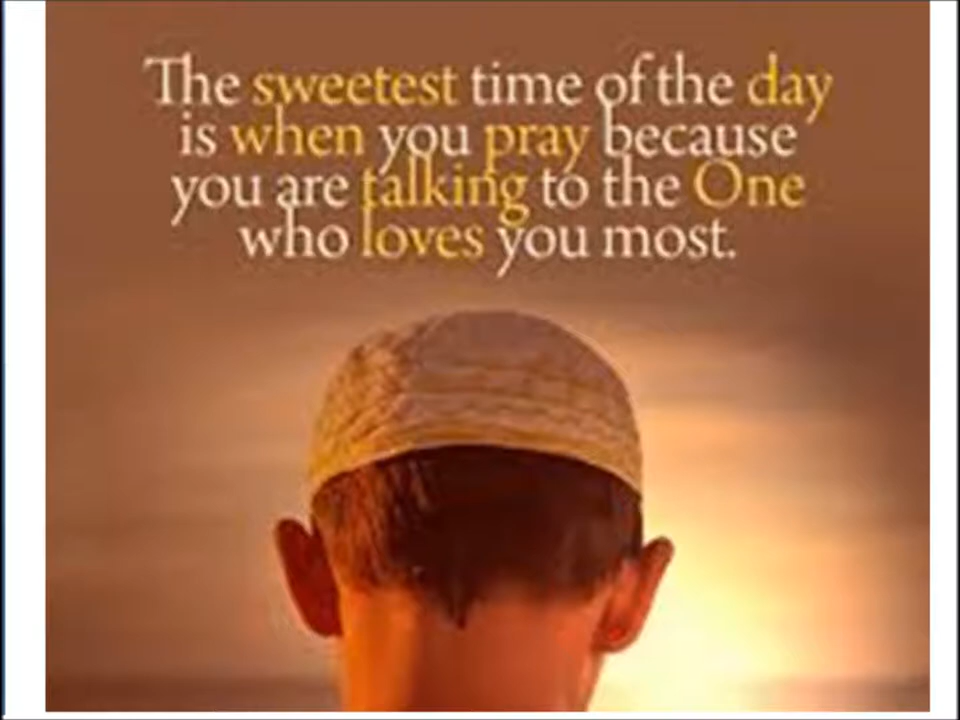 The sweetest time of the day
is when you pray because
you are talking to the One
who loves you most.